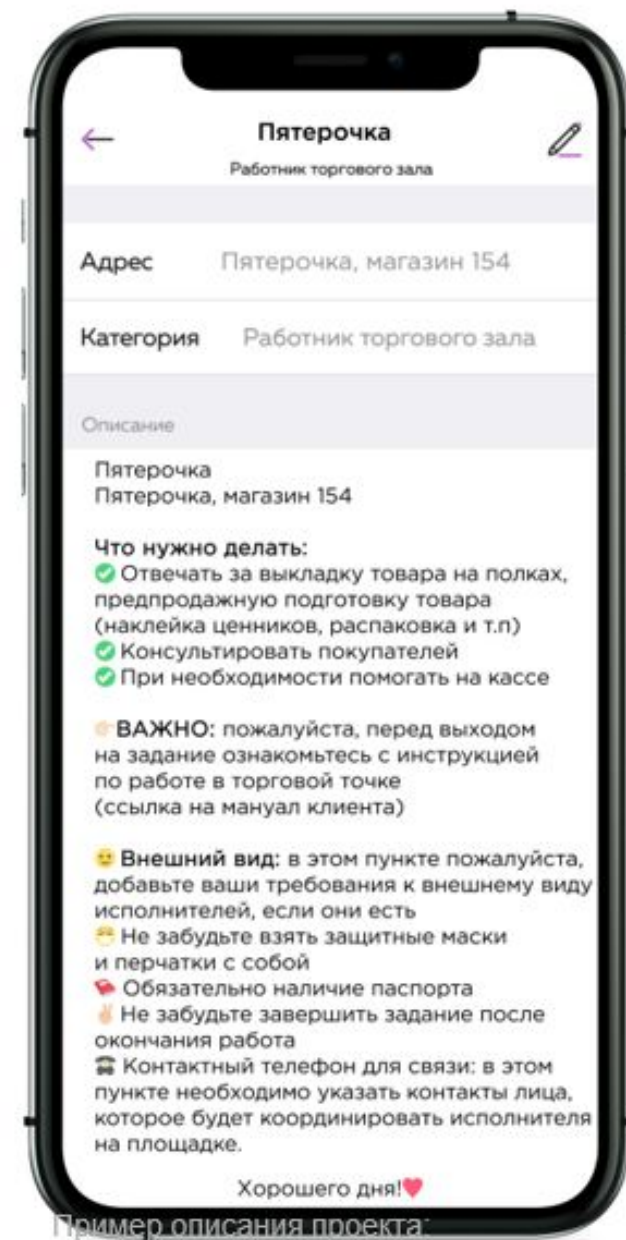 Пятерочка
Работник торгового зала
Адрес Пятерочка, магазин 154
Категория Работник торгового зала
Описание
Пятерочка
Пятерочка, магазин 154
Что нужно делать:
✅ Отвечать за выкладку товара на полках,
предпродажную подготовку товара
(наклейка ценников, распаковка и т.п)
✅ Консультировать покупателей
✅ При необходимости помогать на кассе
👉🏻ВАЖНО: пожалуйста, перед выходом
на задание ознакомьтесь с инструкцией
по работе в торговой точке
(ссылка на мануал клиента)
Внешний вид: в этом пункте пожалуйста,
добавьте ваши требования к внешнему виду
исполнителей, если они есть
😷 Не забудьте взять защитные маски
и перчатки с собой
Обязательно наличие паспорта
✌🏻 Не забудьте завершить задание после
окончания работа
☎ Контактный телефон для связи: в этом
пункте необходимо указать контакты лица,
которое будет координировать исполнителя
на площадке.
Хорошего дня!♥
Пример описания проекта: